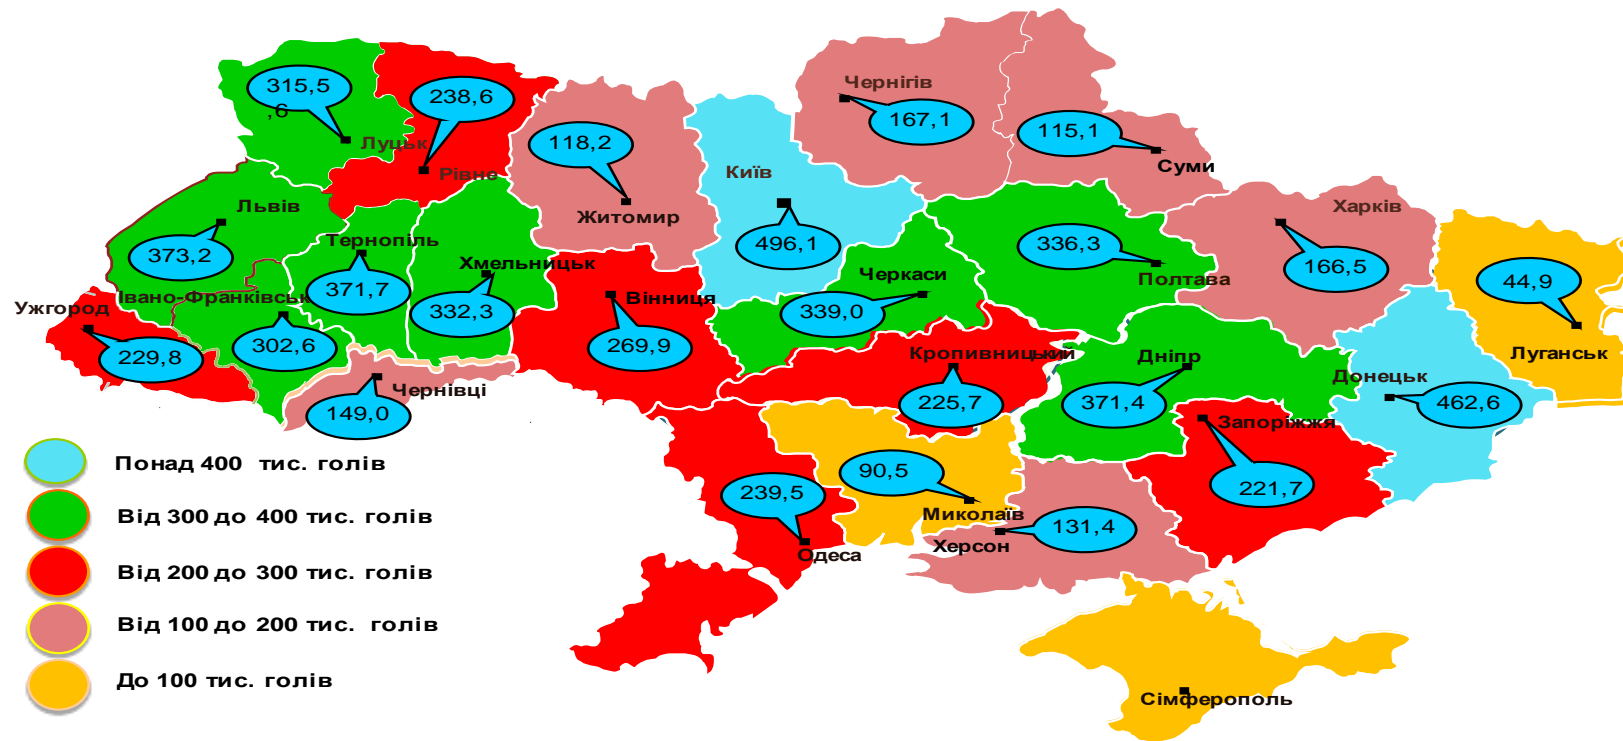 315,5
,6
Луцьк
238,6
Рівне
118,2
Житомир
Київ
496,1
Чернігів
167,1
115,1
Суми
Львів
373,2
Тернопіль
371,7
Хмельницьк
332,3
Ужгород
229,8
Івано-Франківськ
302,6
Чернівці
149,0
Вінниця
269,9
Черкаси
339,0
336,3
Полтава
Харків
166,5
44,9
Луганськ
Кропивницький
225,7
Дніпр
371,4
Донецьк
462,6
Запоріжжя
221,7
239,5
Одеса
90,5
Миколаїв
Херсон
131,4
Сімферополь
Понад 400 тис. голів
Від 300 до 400 тис. голів
Від 200 до 300 тис. голів
Від 100 до 200 тис. голів
До 100 тис. голів